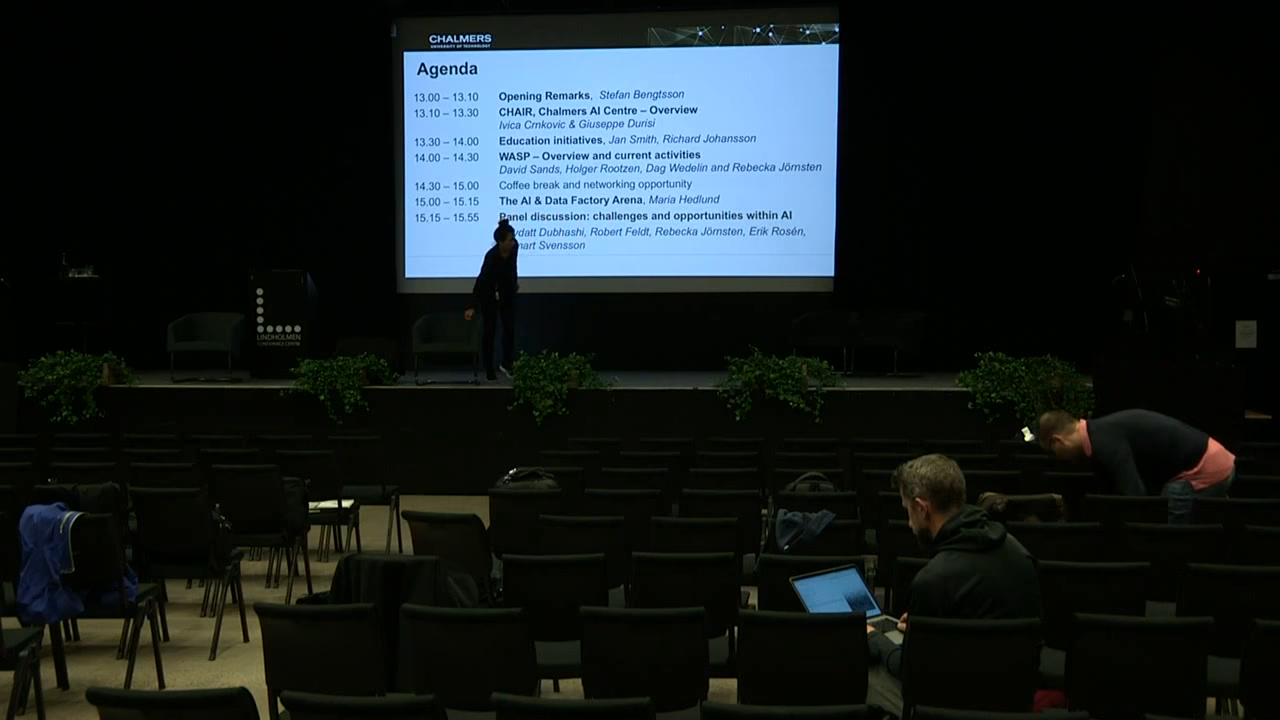 CHALMERS
UNIVERSITY OF TECHNOLOGY
Agenda
13.00 – 13.10 Opening Remarks, Stefan Bengtsson
13.10 – 13.30 CHAIR, Chalmers AI Centre – Overview
Ivica Crnkovic & Giuseppe Durisi
13.30 – 14.00 Education initiatives, Jan Smith, Richard Johansson
14.00 – 14.30 WASP – Overview and current activities
David Sands, Holger Rootzen, Dag Wedelin and Rebecka Jörnsten
14.30 – 15.00 Coffee break and networking opportunity
15.00 – 15.15 The AI & Data Factory Arena, Maria Hedlund
15.15 – 15.55 Panel discussion: challenges and opportunities within AI
Dubhashi, Robert Feldt, Rebecka Jörnsten, Erik Rosén,
Svensson
LINDHOLMEN
CONFERENCE CENTRE